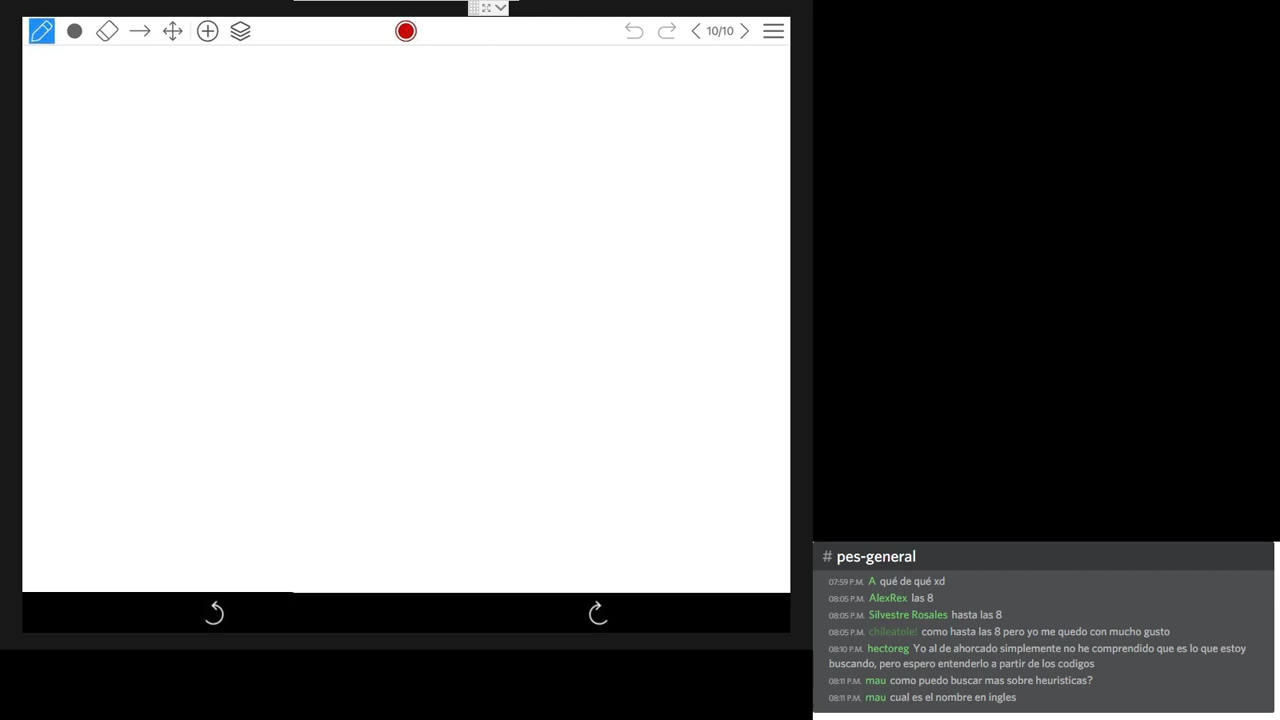 10/10
# pes-general
07:59 P.M. A qué de qué xd
08:05 P.M. AlexRex las 8
08:05 P.M. Silvestre Rosales hasta las 8
08:05 P.M. chileatole! como hasta las 8 pero yo me quedo con mucho gusto
08:10 P.M. hectoreg Yo al de ahorcado simplemente no he comprendido que es lo que estoy
buscando, pero espero entenderlo a partir de los codigos
08:11 P.M. mau como puedo buscar mas sobre heuristicas?
08:11 P.M. mau cual es el nombre en ingles